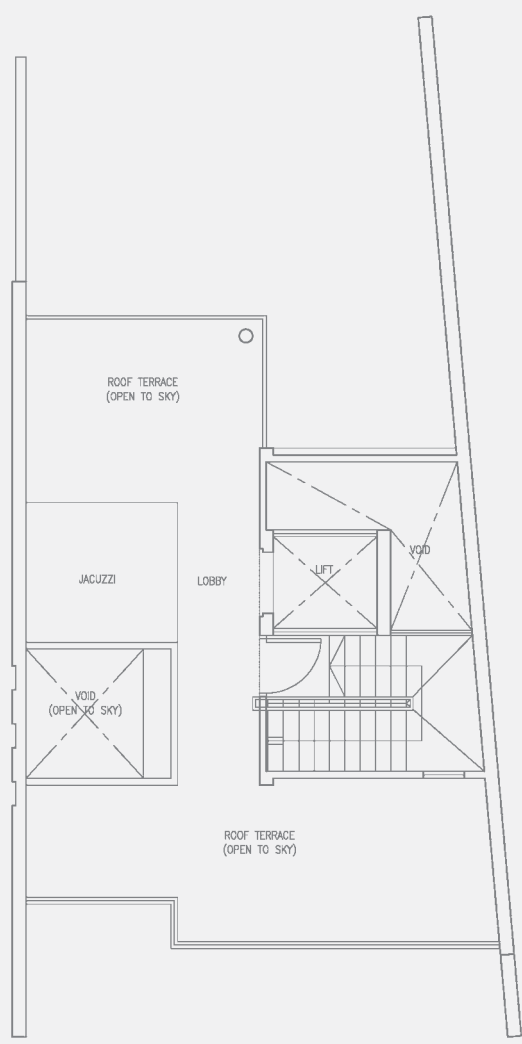 ROOF TERRACE
(OPEN TO SKY)
VOID
LIFT
JACUZZI
LOBBY
VOID
(OPEN TO SKY)
ROOF TERRACE
(OPEN TO SKY)